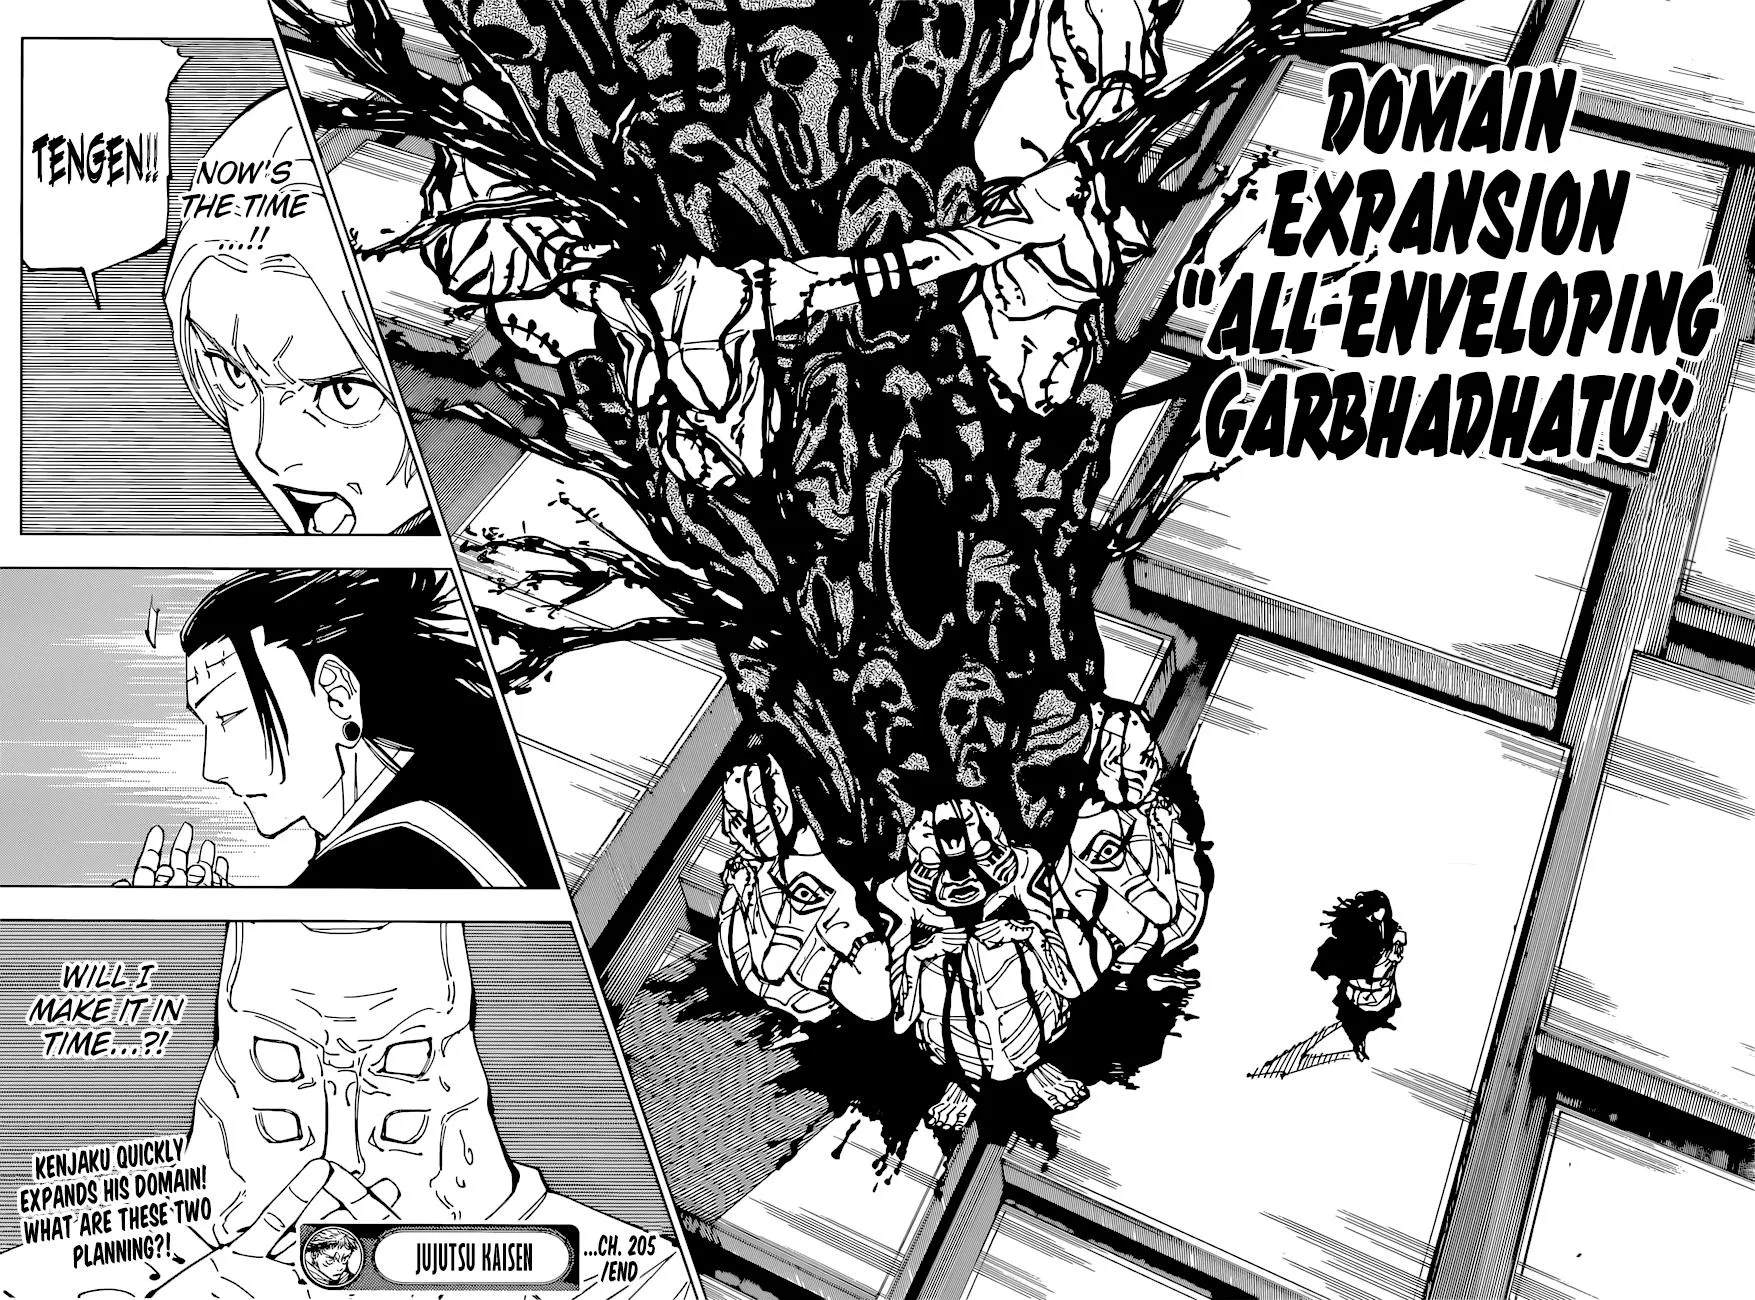 DOMAIN
EXPANSION
"ALL-ENVELOPING
GARBHADHATU"
NOW'S
THE TIME
...!!
TENGEN!!
WILL I
MAKE IT IN
TIME...?!
KENJAKU QUICKLY
EXPANDS HIS DOMAIN!
WHAT ARE THESE TWO
PLANNING?!
JUJUTSU KAISEN
...CH. 205
/END